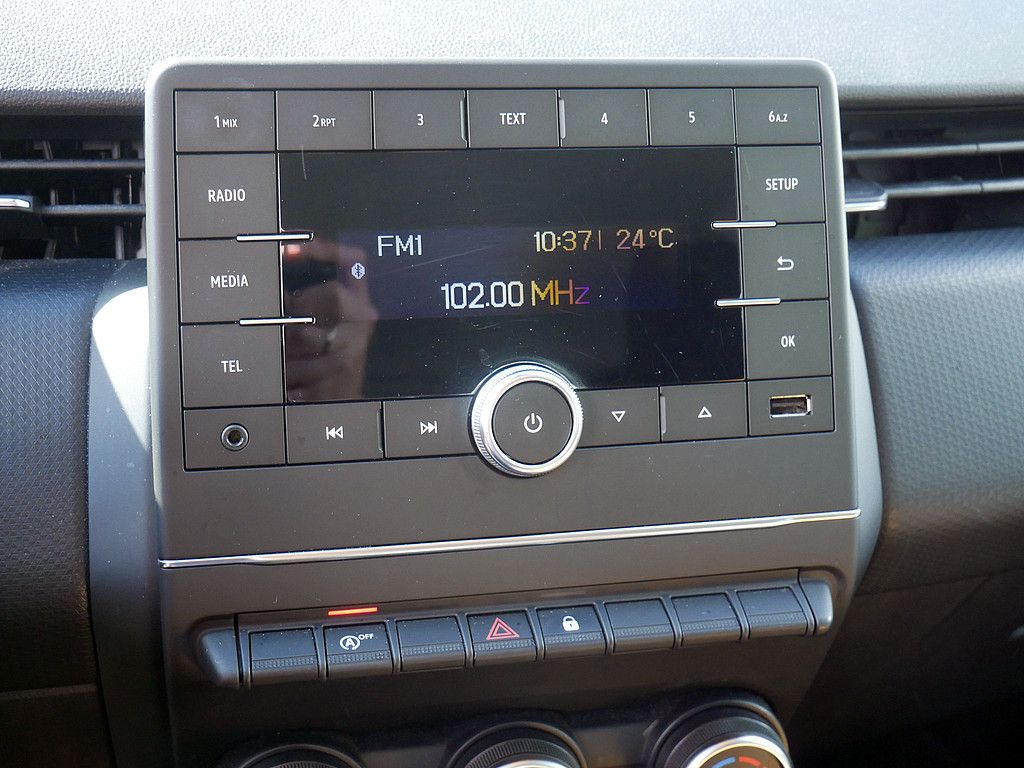 1 MIX
2 RPT
3
TEXT
4
5
6 A.Z
RADIO
SETUP
FM1
10:37 24°C
MEDIA
102.00 MHz
TEL
OK
A OFF